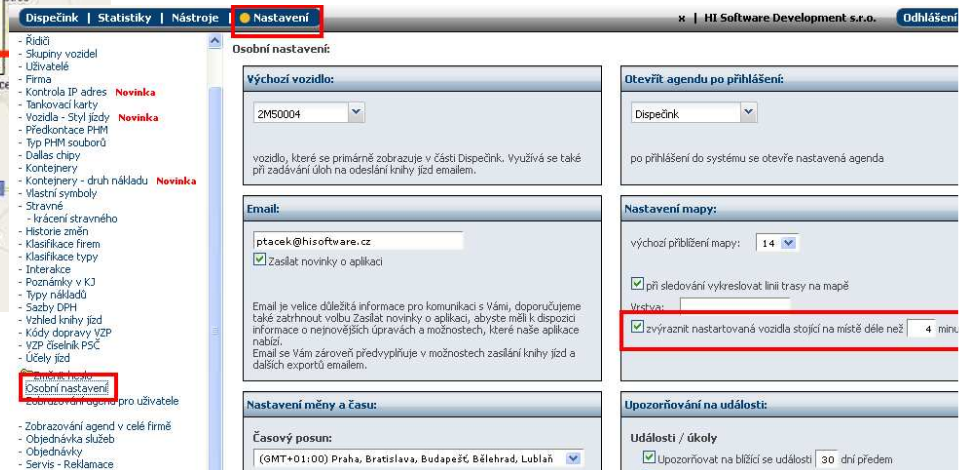 Dispečink | Statistiky | Nástroje | Nastavení
x | HI Software Development s.r.o. Odhlášení
- Řidiči
- Skupiny vozidel
- Uživatelé
- Firma
- Kontrola IP adres Novinka
- Tankovací karty
- Vozidla - Styl jízdy Novinka
- Předkontace PHM
- Typ PHM souborů
- Dallas chipy
- Kontejnery
- Kontejnery - druh nákladu Novinka
- Vlastní symboly
- Stravné
- krácení stravného
- Historie změn
- Klasifikace firem
- Klasifikace typy
- Interakce
- Poznámky v KJ
- Typy nákladů
- Sazby DPH
- Vzhled knihy jízd
- Kódy dopravy VZP
- VZP číselník PSČ
- Účely jízd
Změnit heslo
Osobní nastavení
Zobrazování agend pro uživatele
- Zobrazování agend v celé firmě
- Objednávka služeb
- Objednávky
- Servis - Reklamace
Osobní nastavení:
Výchozí vozidlo:
2M50004
vozidlo, které se primárně zobrazuje v části Dispečink. Využívá se také
při zadávání úloh na odeslání knihy jízd emailem.
Otevřít agendu po přihlášení:
Dispečink
po přihlášení do systému se otevře nastavená agenda
Email:
ptacek@hisoftware.cz
Zasílat novinky o aplikaci
Email je velice důležitá informace pro komunikaci s Vámi, doporučujeme
také zatrhnout volbu Zasílat novinky o aplikaci, abyste měli k dispozici
informace o nejnovějších úpravách a možnostech, které naše aplikace
nabízí.
Email se Vám zároveň předvyplňuje v možnostech zasílání knihy jízd a
dalších exportů emailem.
Nastavení mapy:
výchozí přiblížení mapy: 14
při sledování vykreslovat linii trasy na mapě
Vrstva:
zvýraznit nastartovaná vozidla stojící na místě déle než 4 minu
Nastavení měny a času:
Časový posun:
(GMT+01:00) Praha, Bratislava, Budapešť, Bělehrad, Lublaň
Upozorňování na události:
Události / úkoly
Upozorňovat na blížící se události 30 dní předem